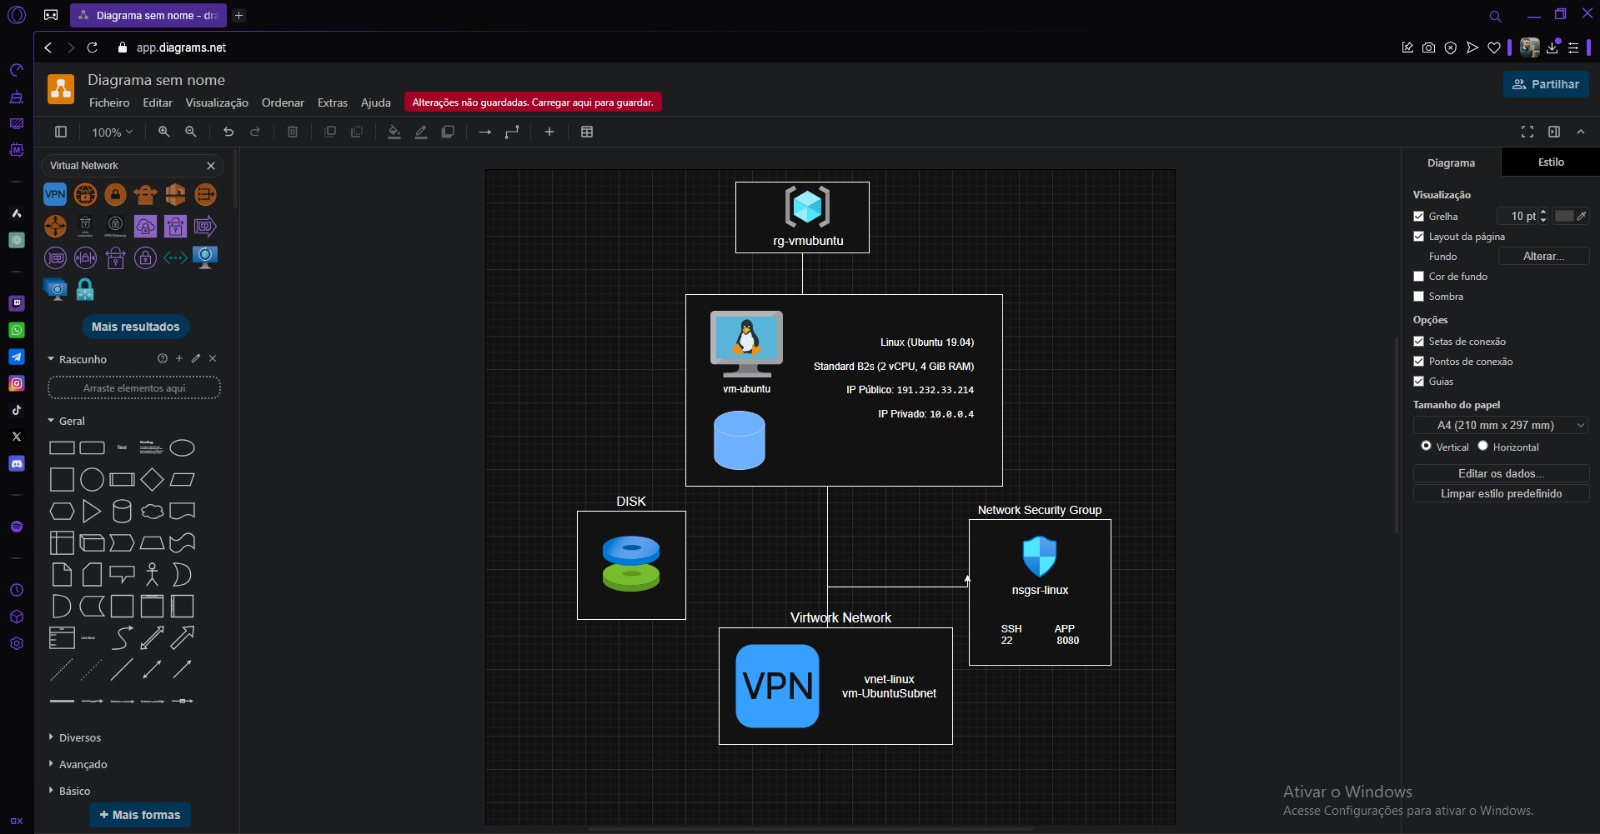 Diagrama sem nome - dra
app.diagrams.net
Diagrama sem nome
Partilhar
Ficheiro Editar Visualização Ordenar Extras Ajuda Alterações não guardadas. Carregar aqui para guardar.
100%
Virtual Network
VPN
Mais resultados
Rascunho
Arraste elementos aqui
Geral
Text
Heading
Diversos
Avançado
Básico
+ Mais formas
GX
rg-vmubuntu
vm-ubuntu
Linux (Ubuntu 19.04)
Standard B2s (2 vCPU, 4 GiB RAM)
IP Público: 191.232.33.214
IP Privado: 10.0.0.4
DISK
Network Security Group
nsgsr-linux
SSH APP
22 8080
Virtwork Network
VPN
vnet-linux
vm-UbuntuSubnet
Diagrama Estilo
Visualização
Grelha 10 pt
Layout da página
Fundo Alterar...
Cor de fundo
Sombra
Opções
Setas de conexão
Pontos de conexão
Guias
Tamanho do papel
A4 (210 mm x 297 mm)
Vertical Horizontal
Editar os dados...
Limpar estilo predefinido
Ativar o Windows
Acesse Configurações para ativar o Windows.